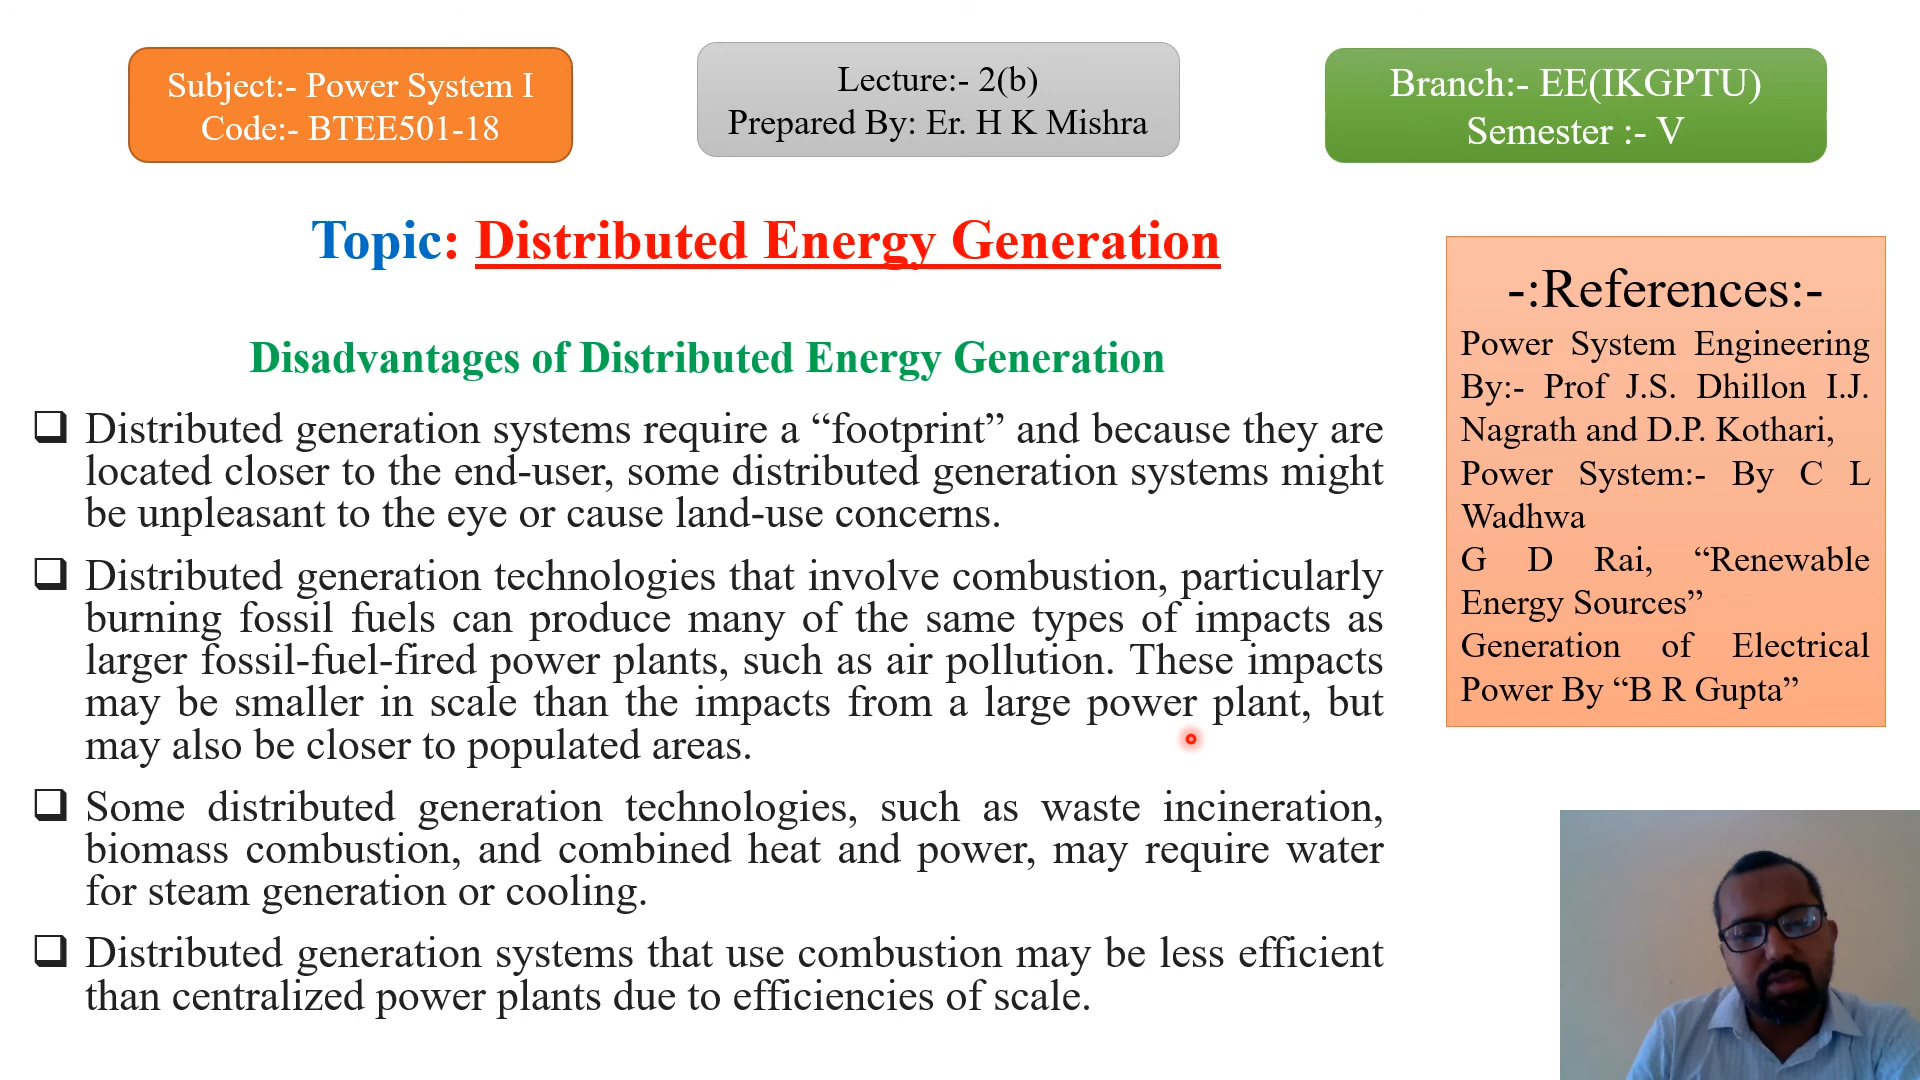 Subject:- Power System I
Code:- BTEE501-18
Lecture:- 2(b)
Prepared By: Er. H K Mishra
Branch:- EE(IKGPTU)
Semester :- V
Topic: Distributed Energy Generation
Disadvantages of Distributed Energy Generation
❑ Distributed generation systems require a “footprint” and because they are
located closer to the end-user, some distributed generation systems might
be unpleasant to the eye or cause land-use concerns.
❑ Distributed generation technologies that involve combustion, particularly
burning fossil fuels can produce many of the same types of impacts as
larger fossil-fuel-fired power plants, such as air pollution. These impacts
may be smaller in scale than the impacts from a large power plant, but
may also be closer to populated areas.
❑ Some distributed generation technologies, such as waste incineration,
biomass combustion, and combined heat and power, may require water
for steam generation or cooling.
❑ Distributed generation systems that use combustion may be less efficient
than centralized power plants due to efficiencies of scale.
-:References:-
Power System Engineering
By:- Prof J.S. Dhillon I.J.
Nagrath and D.P. Kothari,
Power System:- By C L
Wadhwa
G D Rai, “Renewable
Energy Sources”
Generation of Electrical
Power By “B R Gupta”